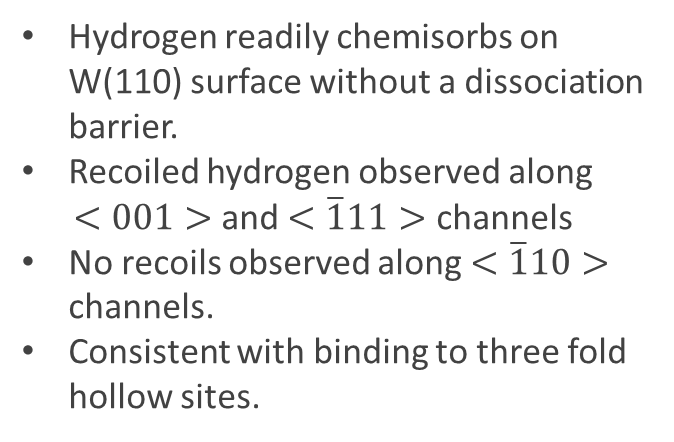 • Hydrogen readily chemisorbs on
W(110) surface without a dissociation
barrier.
• Recoiled hydrogen observed along
< 001 > and < 1̅11 > channels
• No recoils observed along < 1̅10 >
channels.
• Consistent with binding to three fold
hollow sites.